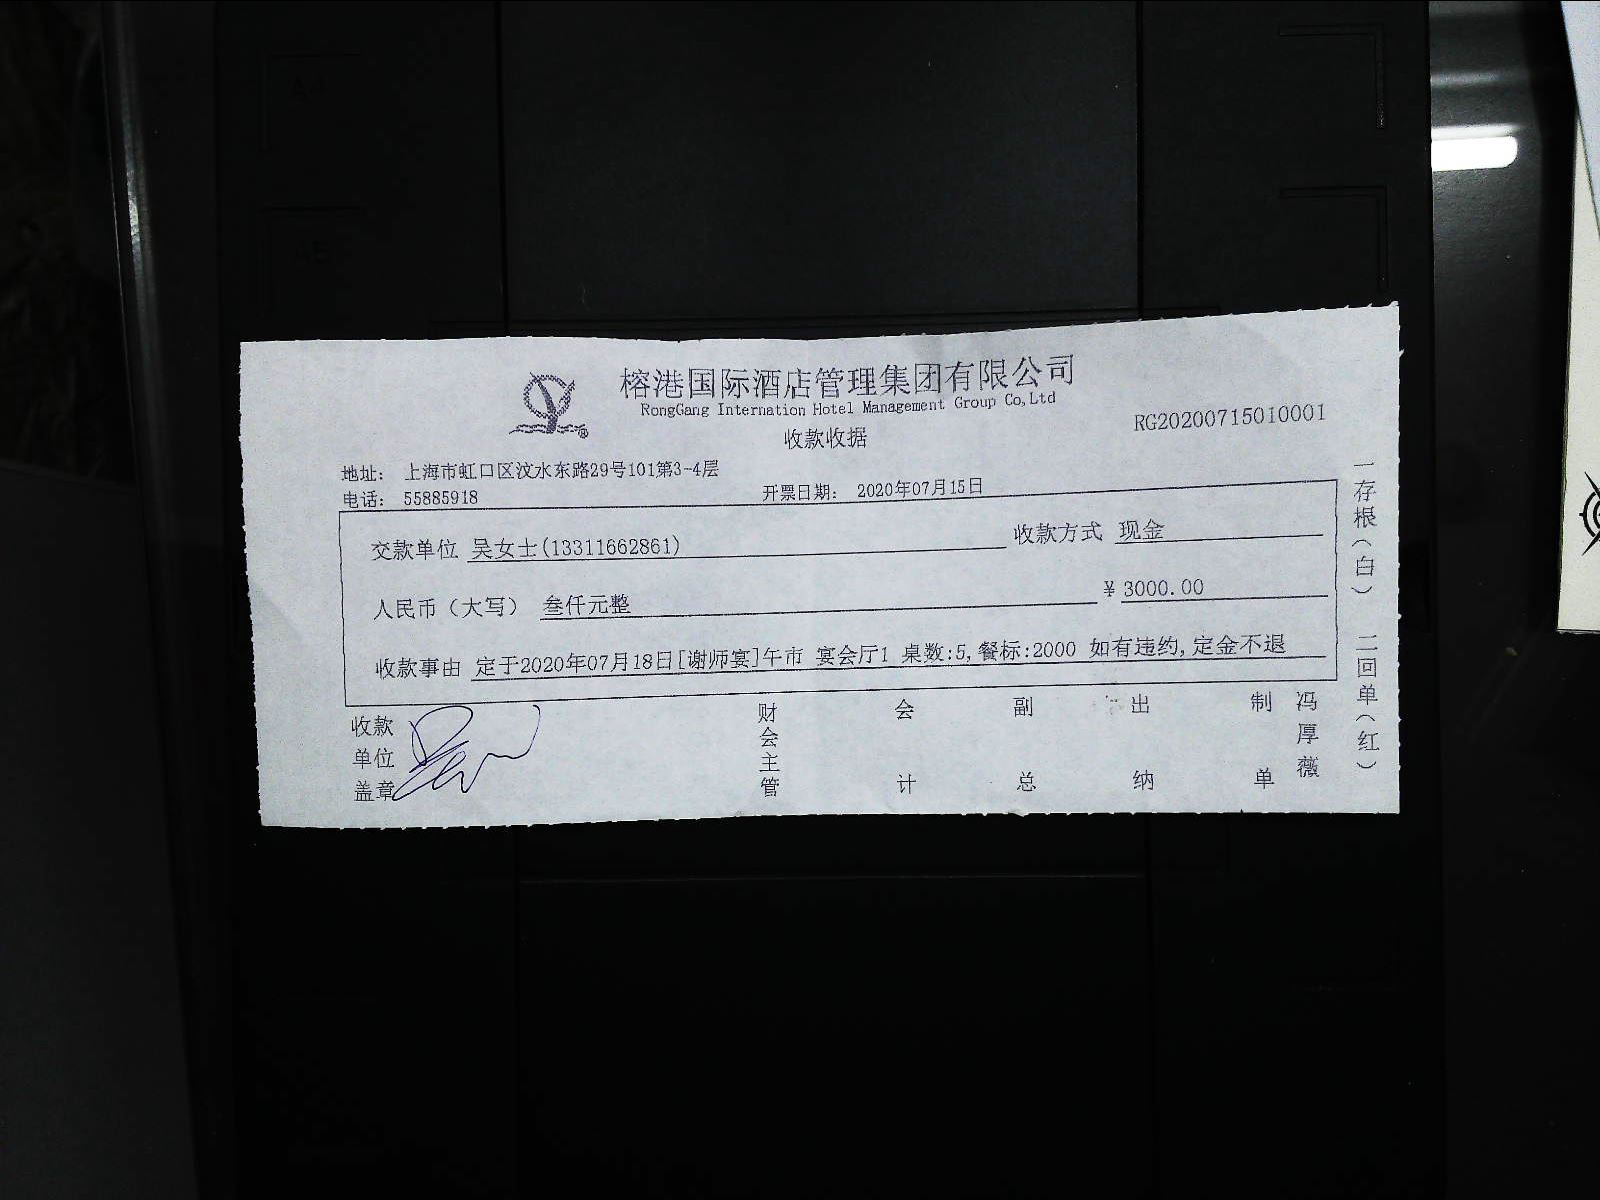 榕港国际酒店管理集团有限公司
RongGang Internation Hotel Management Group Co,Ltd
收款收据
RG20200715010001
地址： 上海市虹口区汶水东路29号101第3-4层
电话： 55885918
开票日期： 2020年07月15日
交款单位 吴女士(13311662861)
收款方式 现金
人民币（大写） 叁仟元整
¥ 3000.00
收款事由 定于2020年07月18日[谢师宴]午市 宴会厅1 桌数:5,餐标:2000 如有违约,定金不退
收款单位盖章
财会主管
会计
副总
出纳
制单
冯厚薇
一存根（白） 二回单（红）
A4
A5